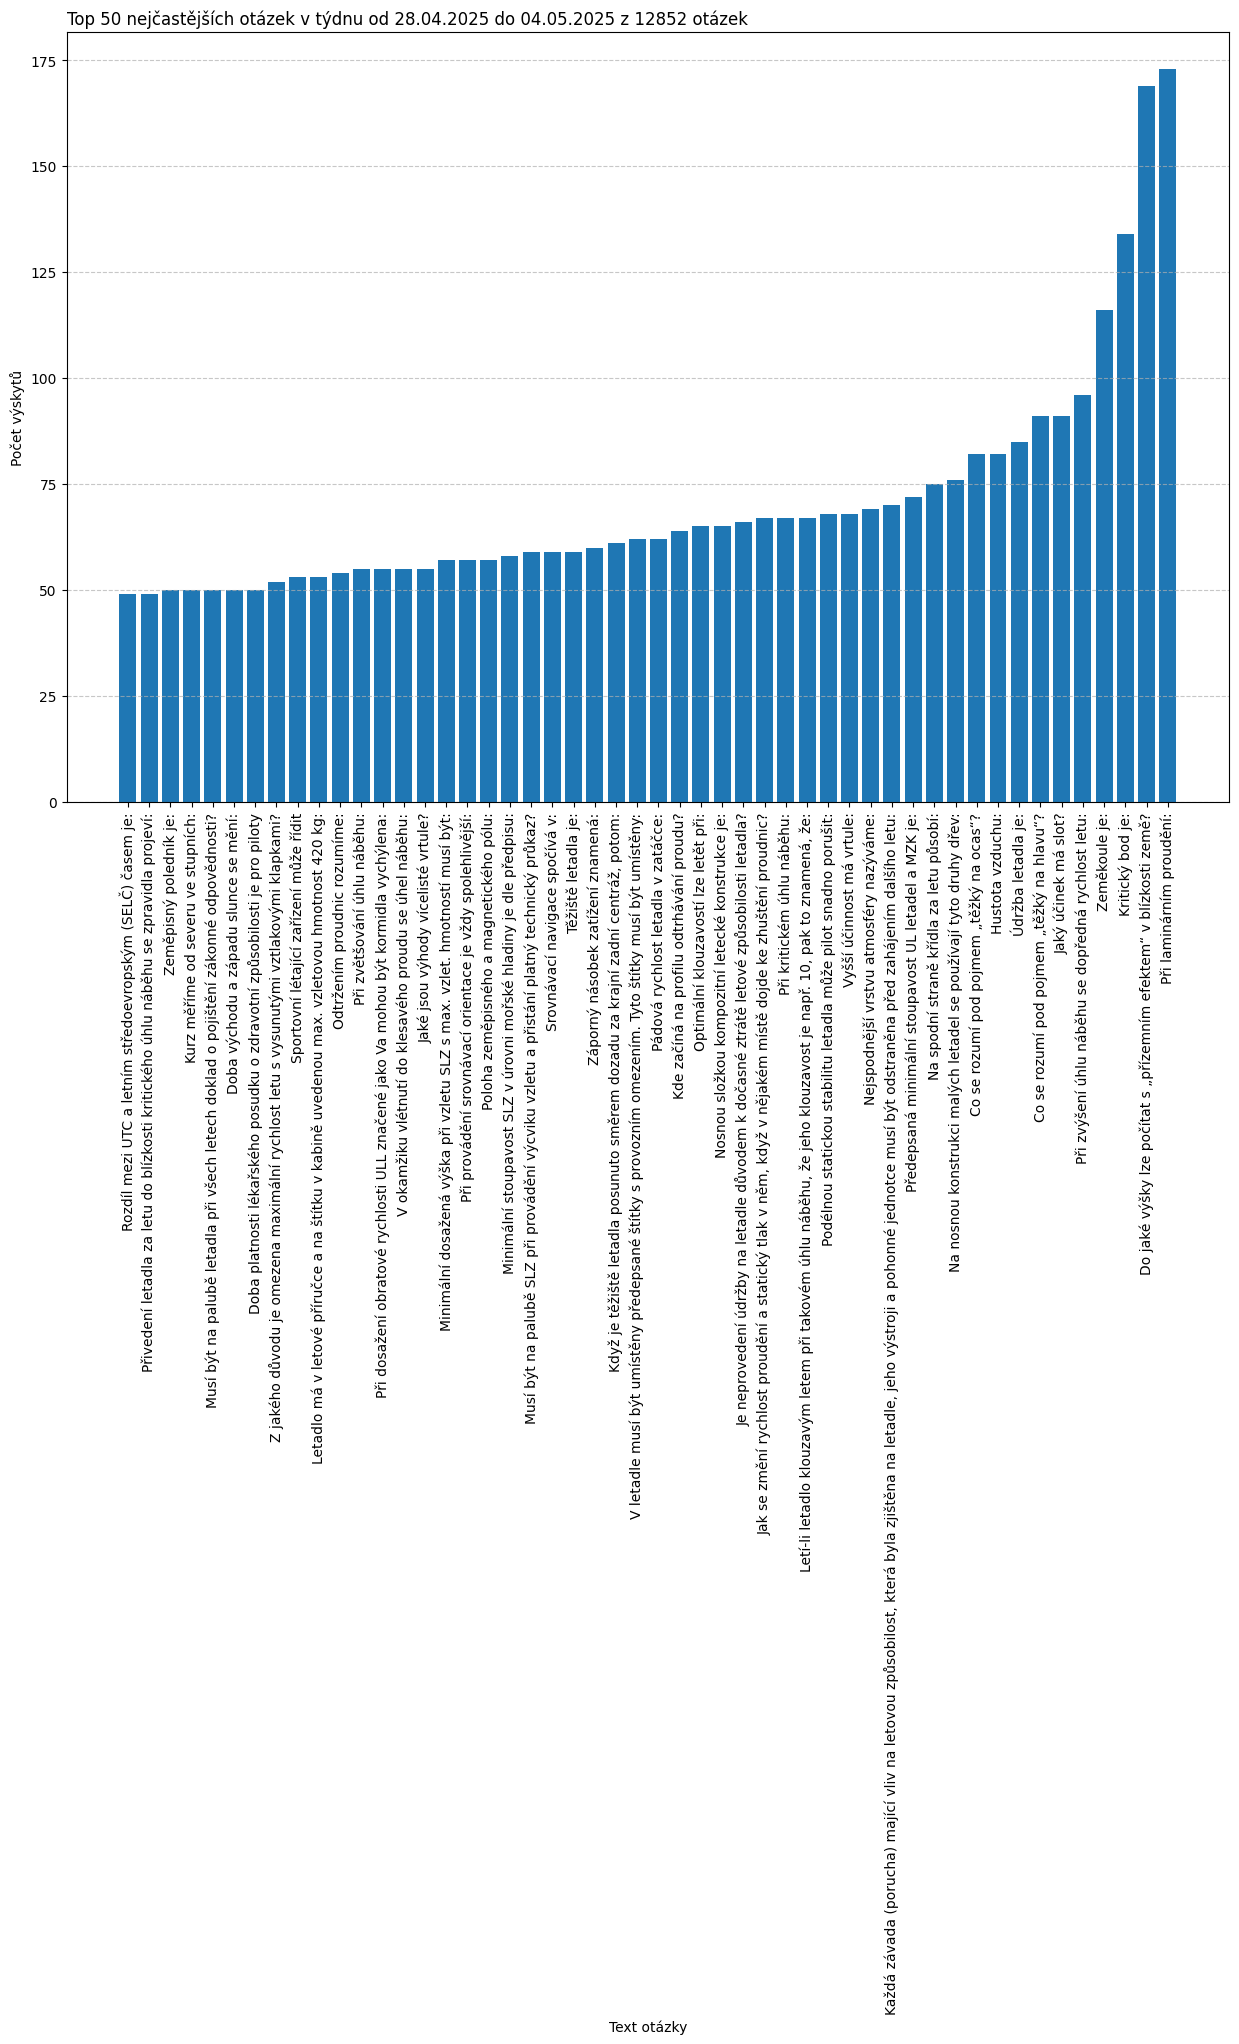 Top 50 nejčastějších otázek v týdnu od 28.04.2025 do 04.05.2025 z 12852 otázek
Počet výskytů
175
150
125
100
75
50
25
0
Rozdíl mezi UTC a letním středoevropským (SELČ) časem je:
Přivedení letadla za letu do blízkosti kritického úhlu náběhu se zpravidla projeví:
Zeměpisný poledník je:
Kurz měříme od severu ve stupních:
Musí být na palubě letadla při všech letech doklad o pojištění zákonné odpovědnosti?
Doba východu a západu slunce se mění:
Doba platnosti lékařského posudku o zdravotní způsobilosti je pro piloty
Z jakého důvodu je omezena maximální rychlost letu s vysunutými vztlakovými klapkami?
Sportovní létající zařízení může řídit
Letadlo má v letové příručce a na štítku v kabině uvedenou max. vzletovou hmotnost 420 kg:
Odtržením proudnic rozumíme:
Při zvětšování úhlu náběhu:
Při dosažení obratové rychlosti ULL značené jako Va mohou být kormidla vychýlena:
V okamžiku vlétnutí do klesavého proudu se úhel náběhu:
Jaké jsou výhody vícelisté vrtule?
Minimální dosažená výška při vzletu SLZ s max. vzlet. hmotností musí být:
Při provádění srovnávací orientace je vždy spolehlivější:
Poloha zeměpisného a magnetického pólu:
Minimální stoupavost SLZ v úrovni mořské hladiny je dle předpisu:
Musí být na palubě SLZ při provádění výcviku vzletu a přistání platný technický průkaz?
Srovnávací navigace spočívá v:
Těžiště letadla je:
Záporný násobek zatížení znamená:
Když je těžiště letadla posunuto směrem dozadu za krajní zadní centráž, potom:
V letadle musí být umístěny předepsané štítky s provozním omezením. Tyto štítky musí být umístěny:
Pádová rychlost letadla v zatáčce:
Kde začíná na profilu odtrhávání proudu?
Optimální klouzavostí lze letět při:
Nosnou složkou kompozitní letecké konstrukce je:
Je neprovedení údržby na letadle důvodem k dočasné ztrátě letové způsobilosti letadla?
Jak se změní rychlost proudění a statický tlak v něm, když v nějakém místě dojde ke zhuštění proudnic?
Při kritickém úhlu náběhu:
Letí-li letadlo klouzavým letem při takovém úhlu náběhu, že jeho klouzavost je např. 10, pak to znamená, že:
Podélnou statickou stabilitu letadla může pilot snadno porušit:
Vyšší účinnost má vrtule:
Nejspodnější vrstvu atmosféry nazýváme:
Každá závada (porucha) mající vliv na letovou způsobilost, která byla zjištěna na letadle, jeho výstroji a pohonné jednotce musí být odstraněna před zahájením dalšího letu:
Předepsaná minimální stoupavost UL letadel a MZK je:
Na spodní straně křídla za letu působí:
Na nosnou konstrukci malých letadel se používají tyto druhy dřev:
Co se rozumí pod pojmem „těžký na ocas“?
Hustota vzduchu:
Údržba letadla je:
Co se rozumí pod pojmem „těžký na hlavu“?
Jaký účinek má slot?
Při zvýšení úhlu náběhu se dopředná rychlost letu:
Zeměkoule je:
Kritický bod je:
Do jaké výšky lze počítat s „přízemním efektem“ v blízkosti země?
Při laminárním proudění:
Text otázky